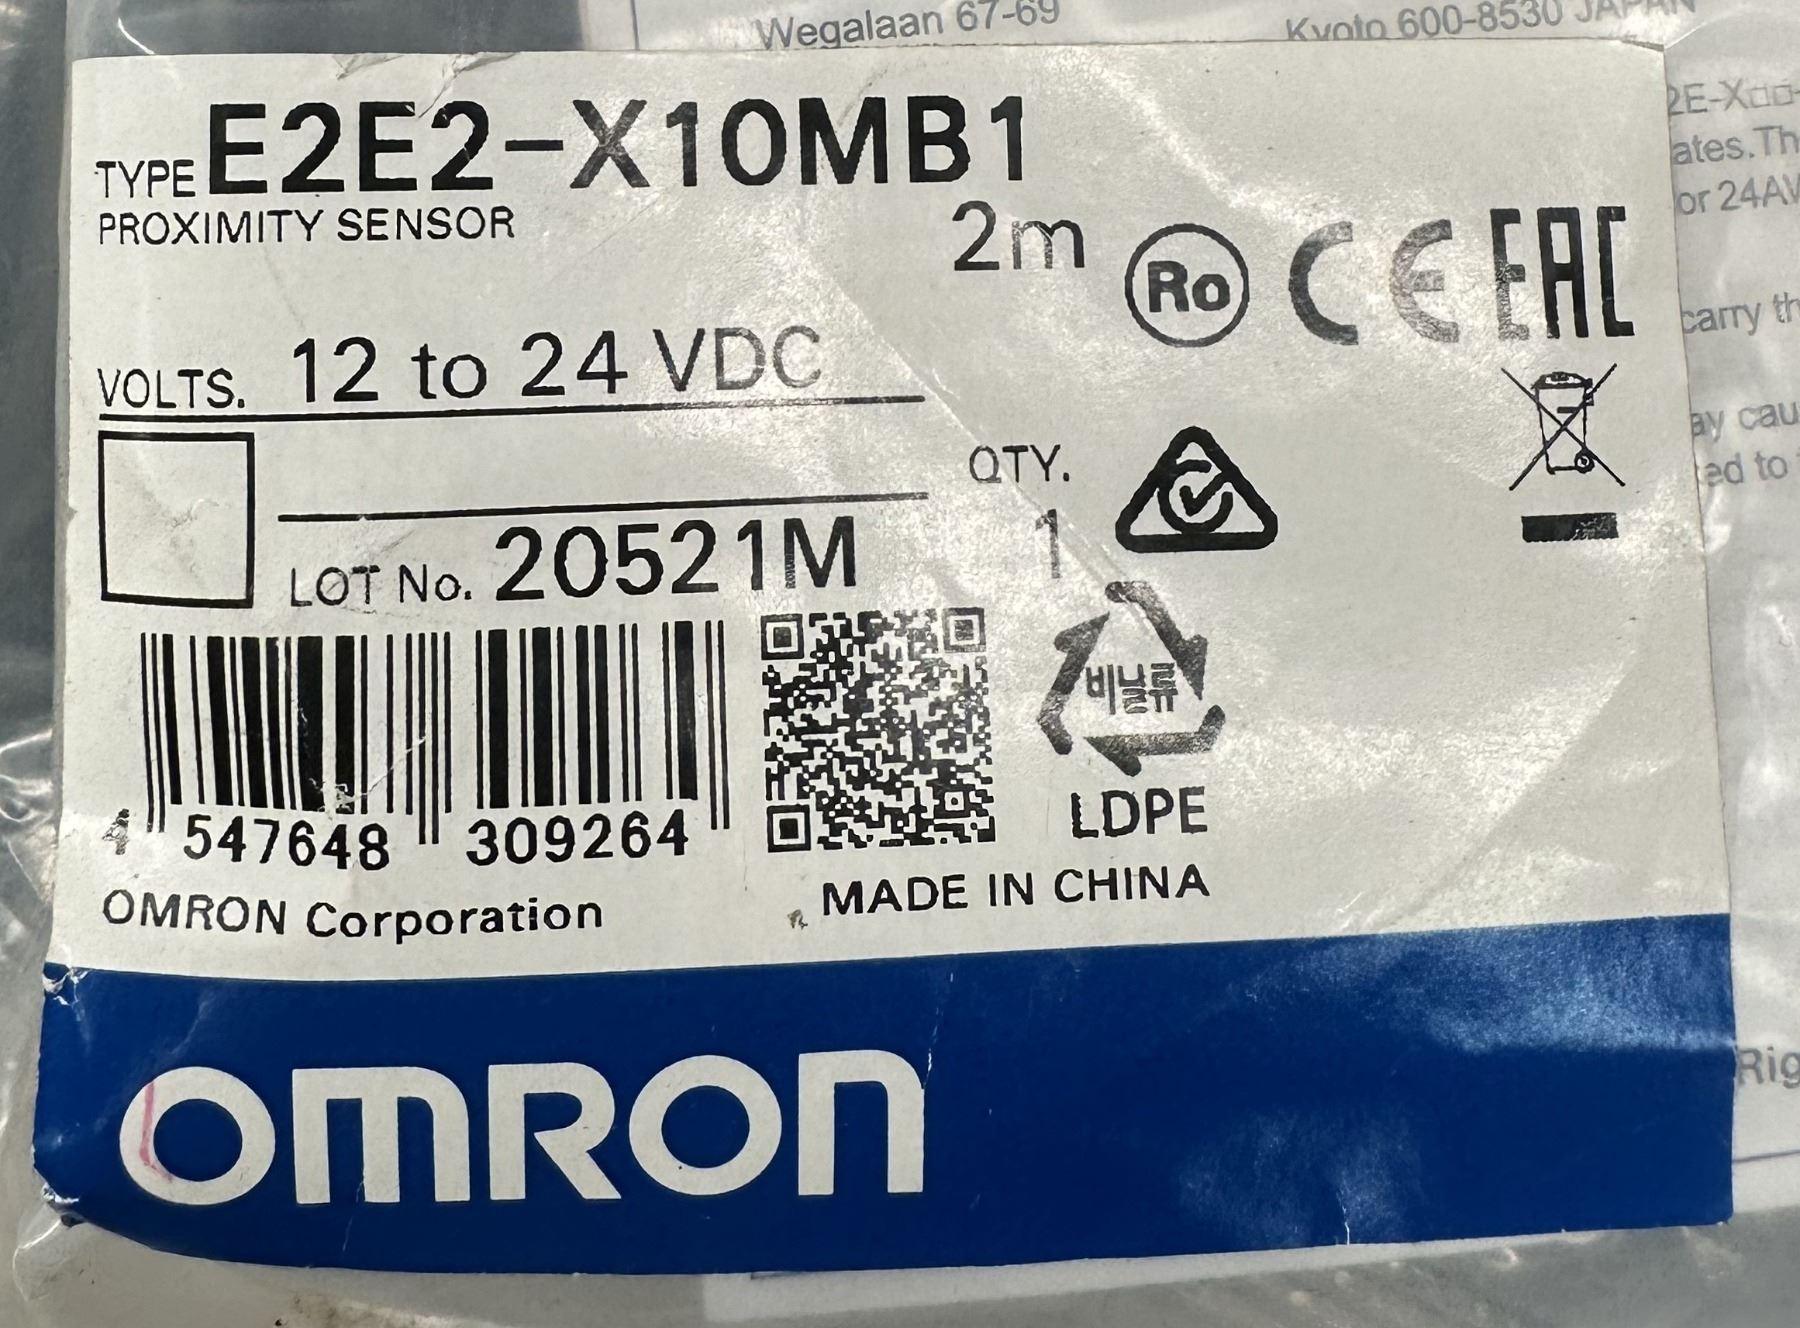 Wegalaan 67-69
Kyoto 600-8530 JAPAN
TYPE E2E2-X10MB1
PROXIMITY SENSOR
2m
Ro CE EAC
VOLTS. 12 to 24 VDC
QTY.
1
LOT No. 20521M
비닐류
LDPE
4 547648 309264
OMRON Corporation
MADE IN CHINA
OMRON
2E-X□□-
ates.Th
or 24AW
carry th
ay cau
ed to
Rig